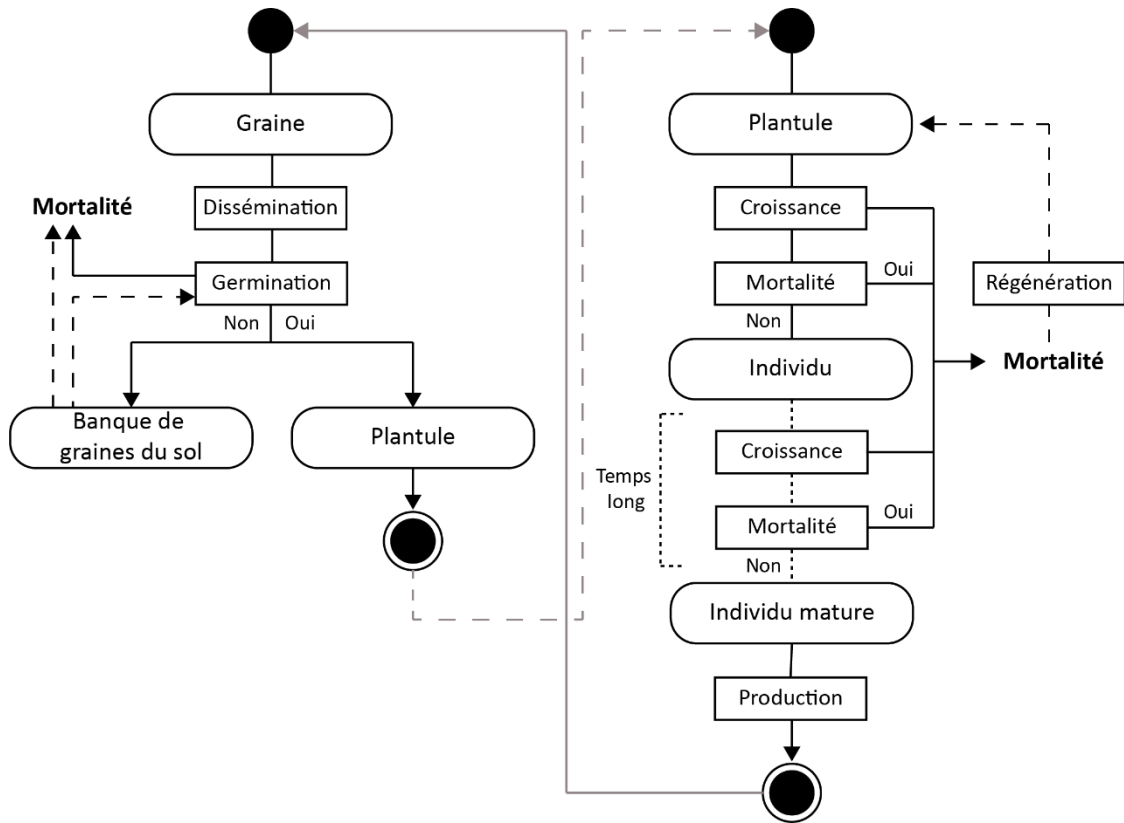 Graine
Mortalité
Dissémination
Germination
Non
Oui
Banque de
graines du sol
Plantule
Plantule
Croissance
Mortalité
Oui
Non
Régénération
Mortalité
Individu
Croissance
Temps
long
Mortalité
Oui
Non
Individu mature
Production